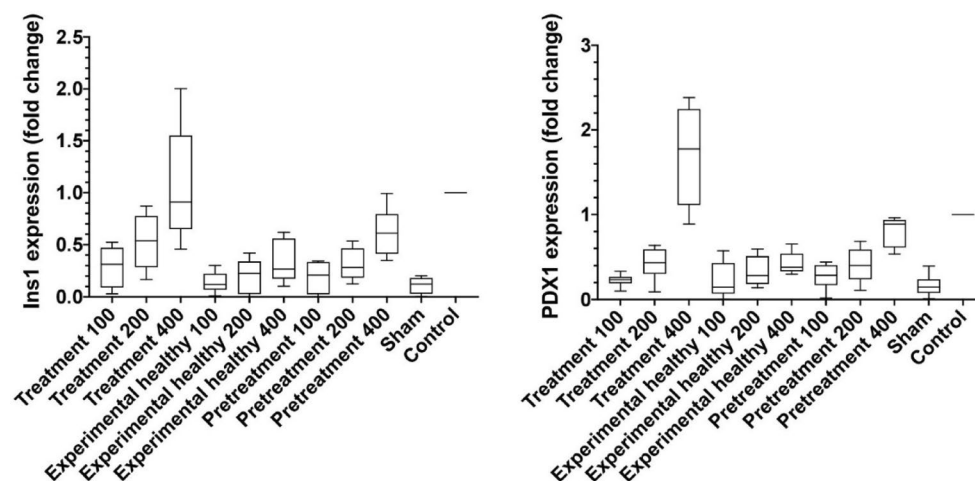 Ins1 expression (fold change)
2.5
2.0
1.5
1.0
0.5
0.0
Treatment 100
Treatment 200
Treatment 400
Experimental healthy 100
Experimental healthy 200
Experimental healthy 400
Pretreatment 100
Pretreatment 200
Pretreatment 400
Sham
Control
PDX1 expression (fold change)
3
2
1
0
Treatment 100
Treatment 200
Treatment 400
Experimental healthy 100
Experimental healthy 200
Experimental healthy 400
Pretreatment 100
Pretreatment 200
Pretreatment 400
Sham
Control